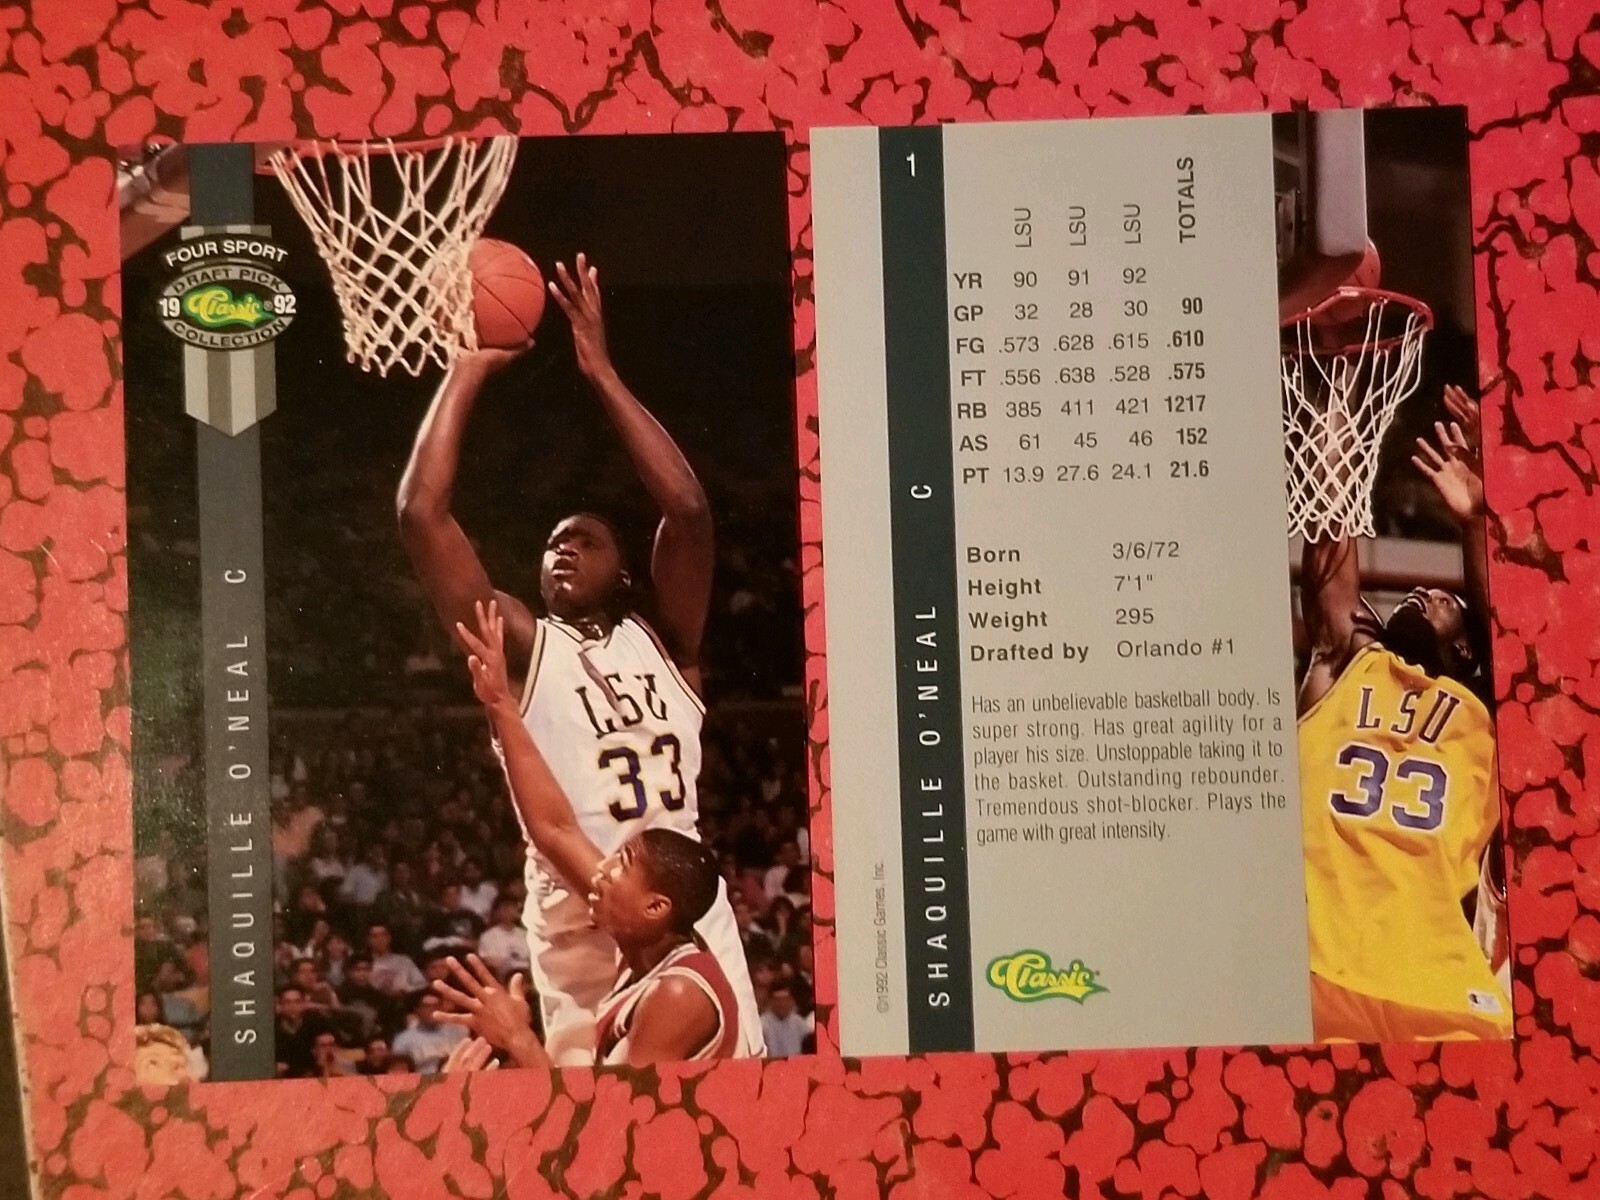 FOUR SPORT
DRAFT PICK
19 Classic ® 92
COLLECTION
SHAQUILLE O'NEAL C
LSU
33
1
SHAQUILLE O'NEAL C
©1992 Classic Games, Inc.
LSU LSU LSU TOTALS
YR 90 91 92
GP 32 28 30 90
FG .573 .628 .615 .610
FT .556 .638 .528 .575
RB 385 411 421 1217
AS 61 45 46 152
PT 13.9 27.6 24.1 21.6
Born 3/6/72
Height 7'1"
Weight 295
Drafted by Orlando #1
Has an unbelievable basketball body. Is
super strong. Has great agility for a
player his size. Unstoppable taking it to
the basket. Outstanding rebounder.
Tremendous shot-blocker. Plays the
game with great intensity.
Classic
LSU
33